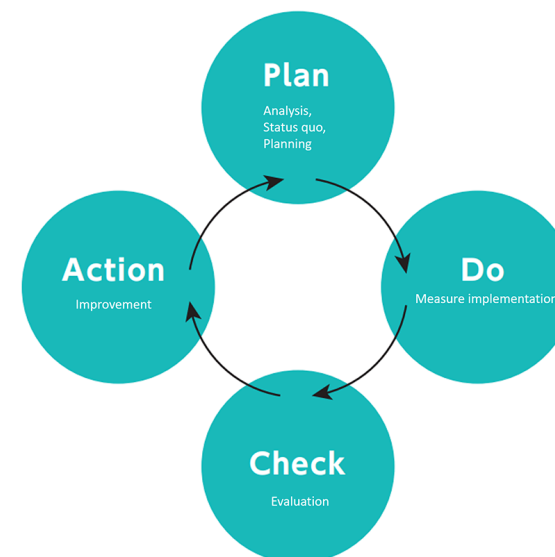 Plan
Analysis,
Status quo,
Planning
Action
Improvement
Do
Measure implementation
Check
Evaluation